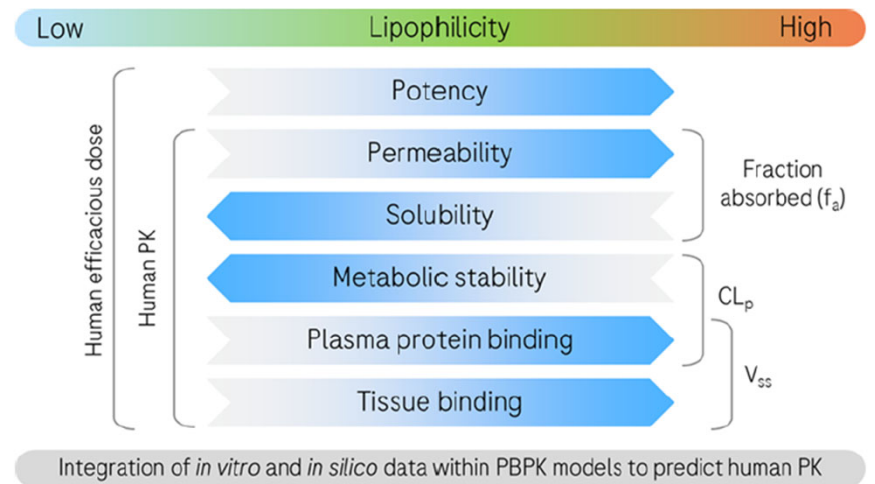 Low Lipophilicity High
Potency
Permeability
Solubility
Metabolic stability
Plasma protein binding
Tissue binding
Human efficacious dose
Human PK
Fraction
absorbed (fa)
CLp
Vss
Integration of in vitro and in silico data within PBPK models to predict human PK